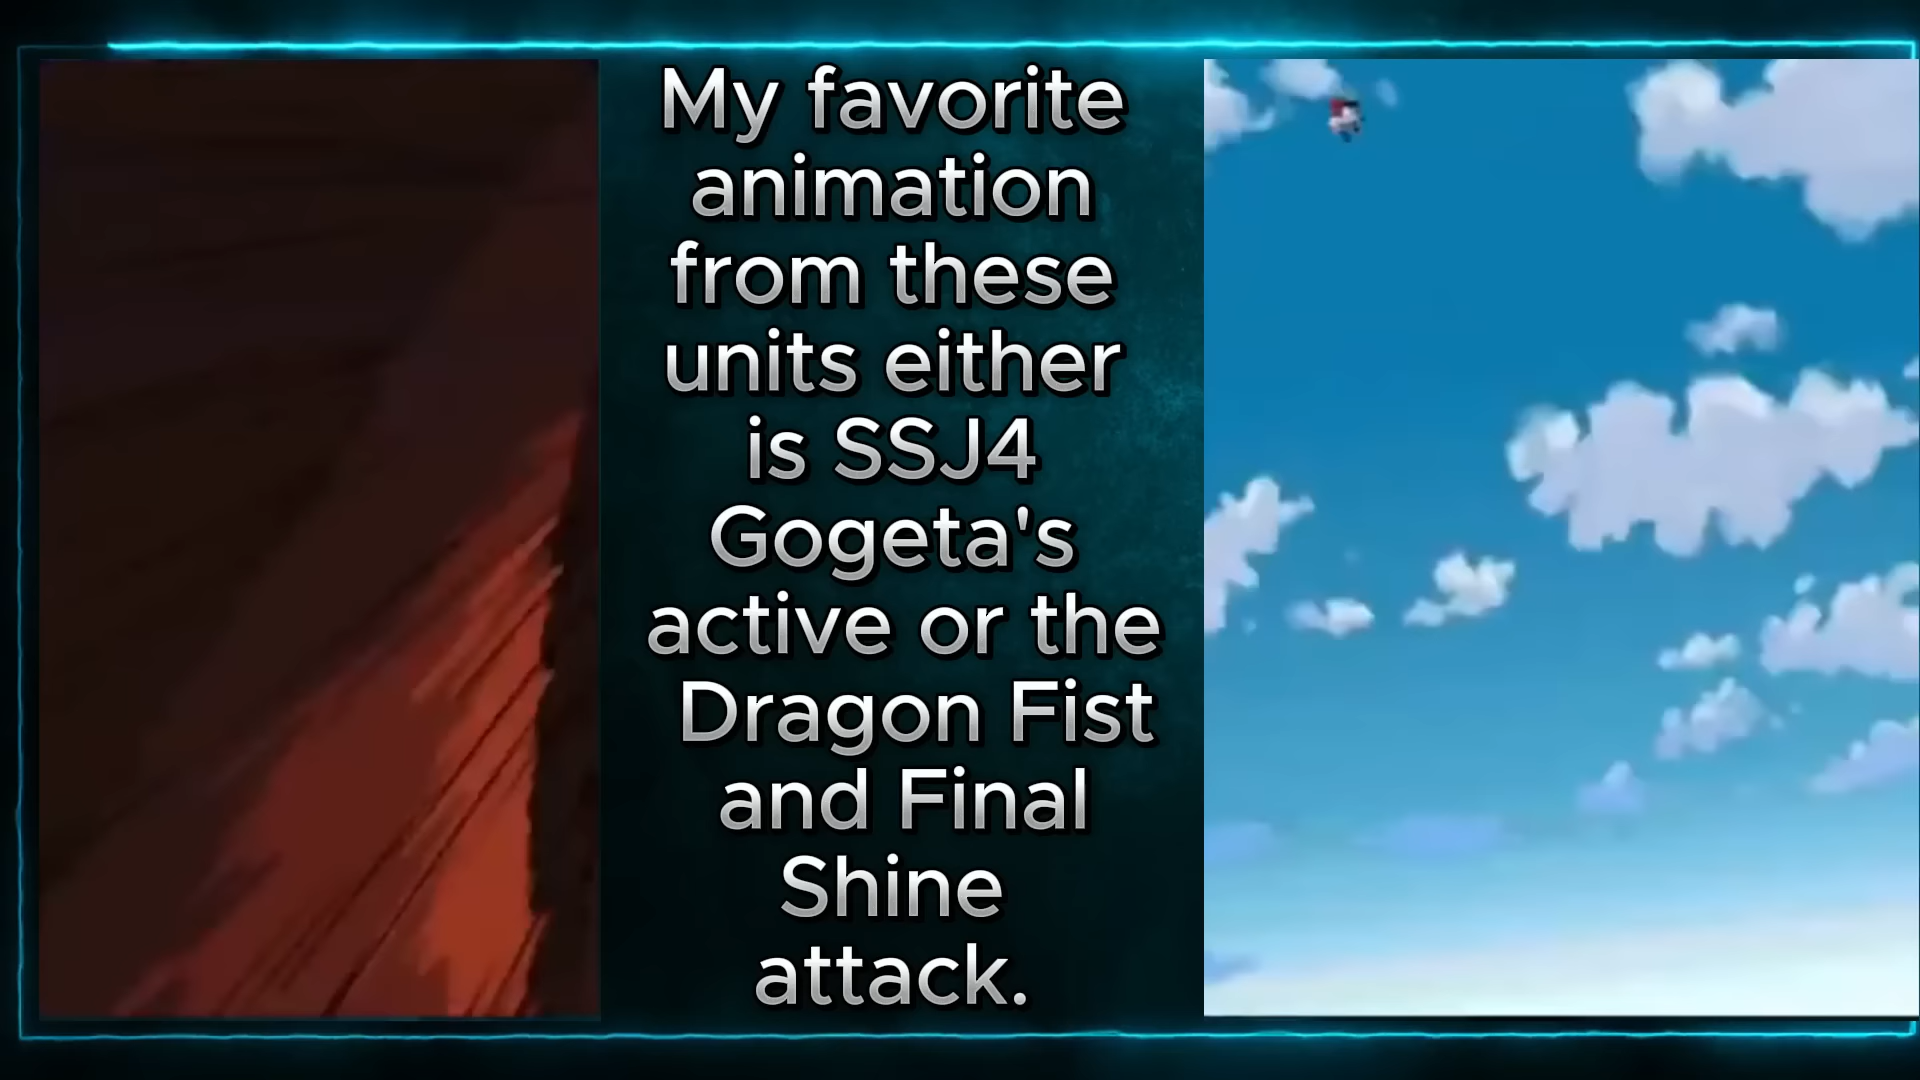 My favorite
animation
from these
units either
is SSJ4
Gogeta's
active or the
Dragon Fist
and Final
Shine
attack.